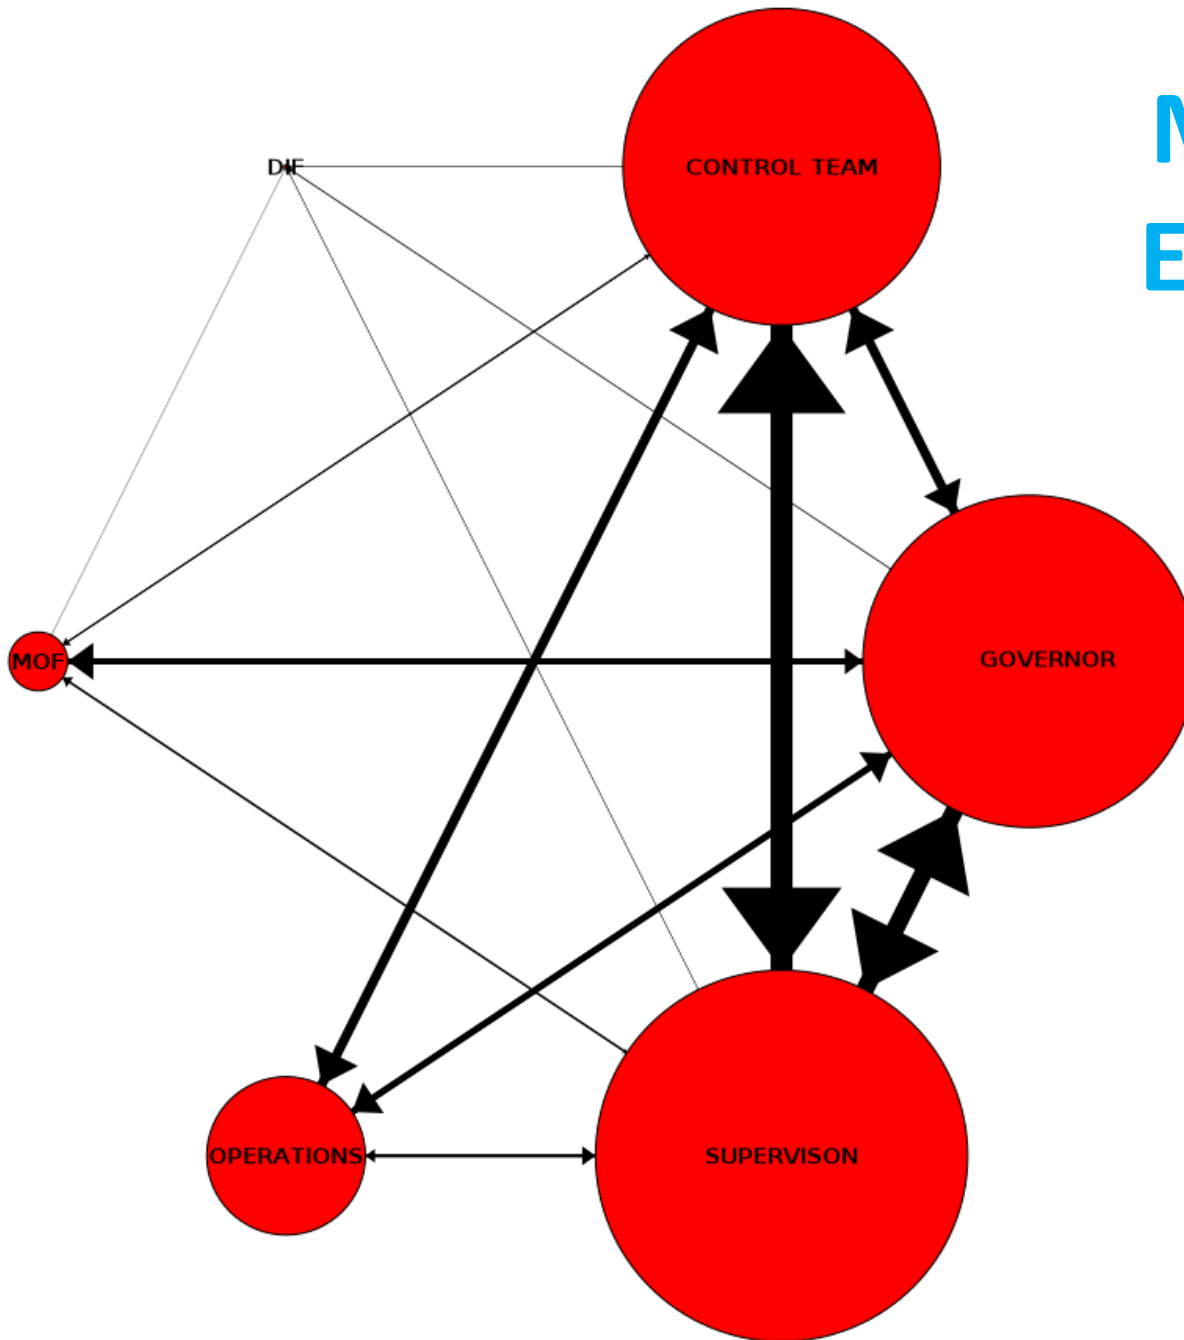 M
E
DIF
CONTROL TEAM
MOF
GOVERNOR
OPERATIONS
SUPERVISON